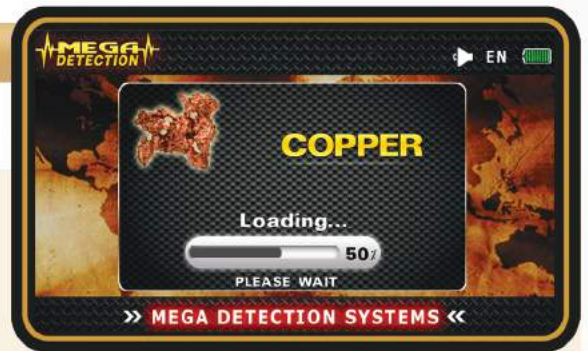 MEGA
DETECTION
EN
COPPER
Loading...
50%
PLEASE WAIT
>> MEGA DETECTION SYSTEMS <<